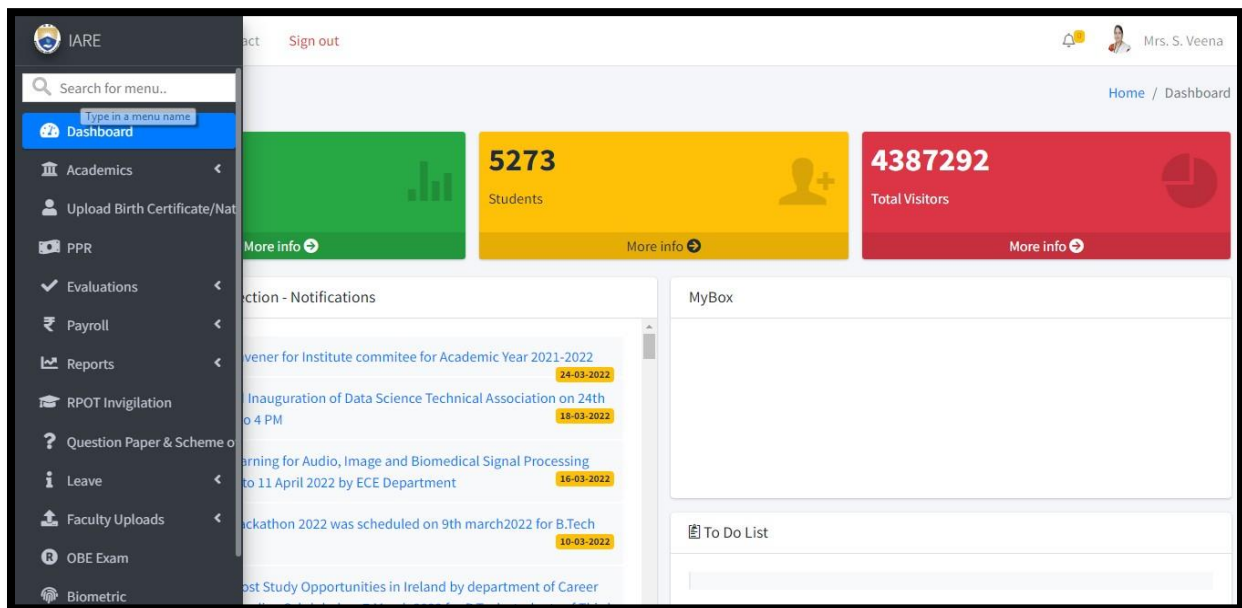 IARE
act Sign out
Mrs. S. Veena
Search for menu..
Home / Dashboard
Type in a menu name
Dashboard
Academics
Upload Birth Certificate/Nat
PPR
Evaluations
Payroll
Reports
RPOT Invigilation
Question Paper & Scheme o
Leave
Faculty Uploads
OBE Exam
Biometric
More info
5273
Students
More info
4387292
Total Visitors
More info
ection - Notifications
vener for Institute commitee for Academic Year 2021-2022
24-03-2022
Inauguration of Data Science Technical Association on 24th
o 4 PM
18-03-2022
arning for Audio, Image and Biomedical Signal Processing
to 11 April 2022 by ECE Department
16-03-2022
ackathon 2022 was scheduled on 9th march2022 for B.Tech
10-03-2022
ost Study Opportunities in Ireland by department of Career
MyBox
To Do List